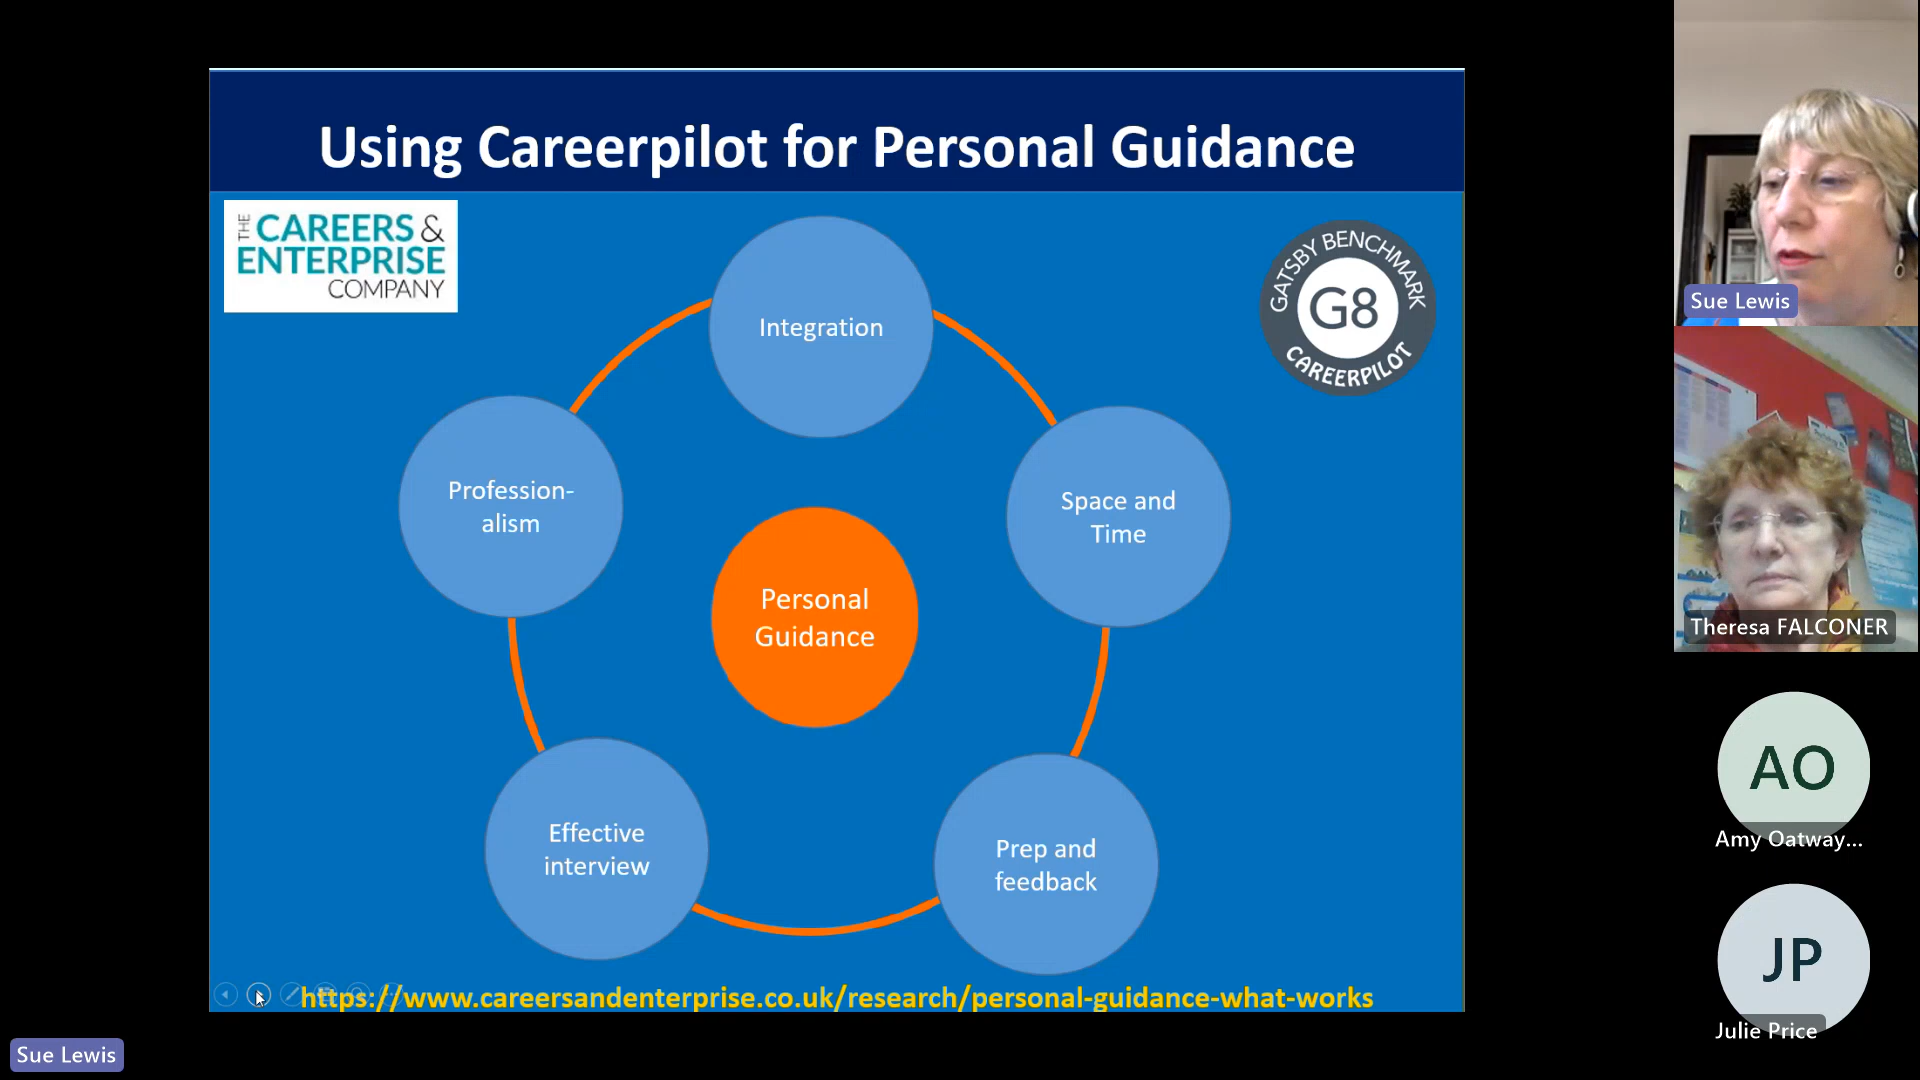 Using Careerpilot for Personal Guidance
THE
CAREERS &
ENTERPRISE
COMPANY
GATSBY BENCHMARK
G8
CAREERPILOT
Integration
Profession-
alism
Space and
Time
Personal
Guidance
Effective
interview
Prep and
feedback
https://www.careersandenterprise.co.uk/research/personal-guidance-what-works
Sue Lewis
Sue Lewis
Theresa FALCONER
AO
Amy Oatway...
JP
Julie Price